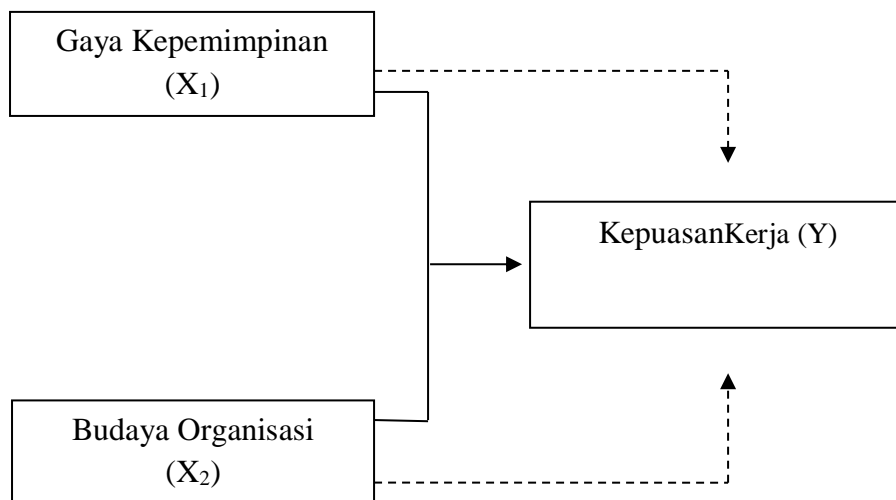 Gaya Kepemimpinan
(X₁)
KepuasanKerja (Y)
Budaya Organisasi
(X₂)